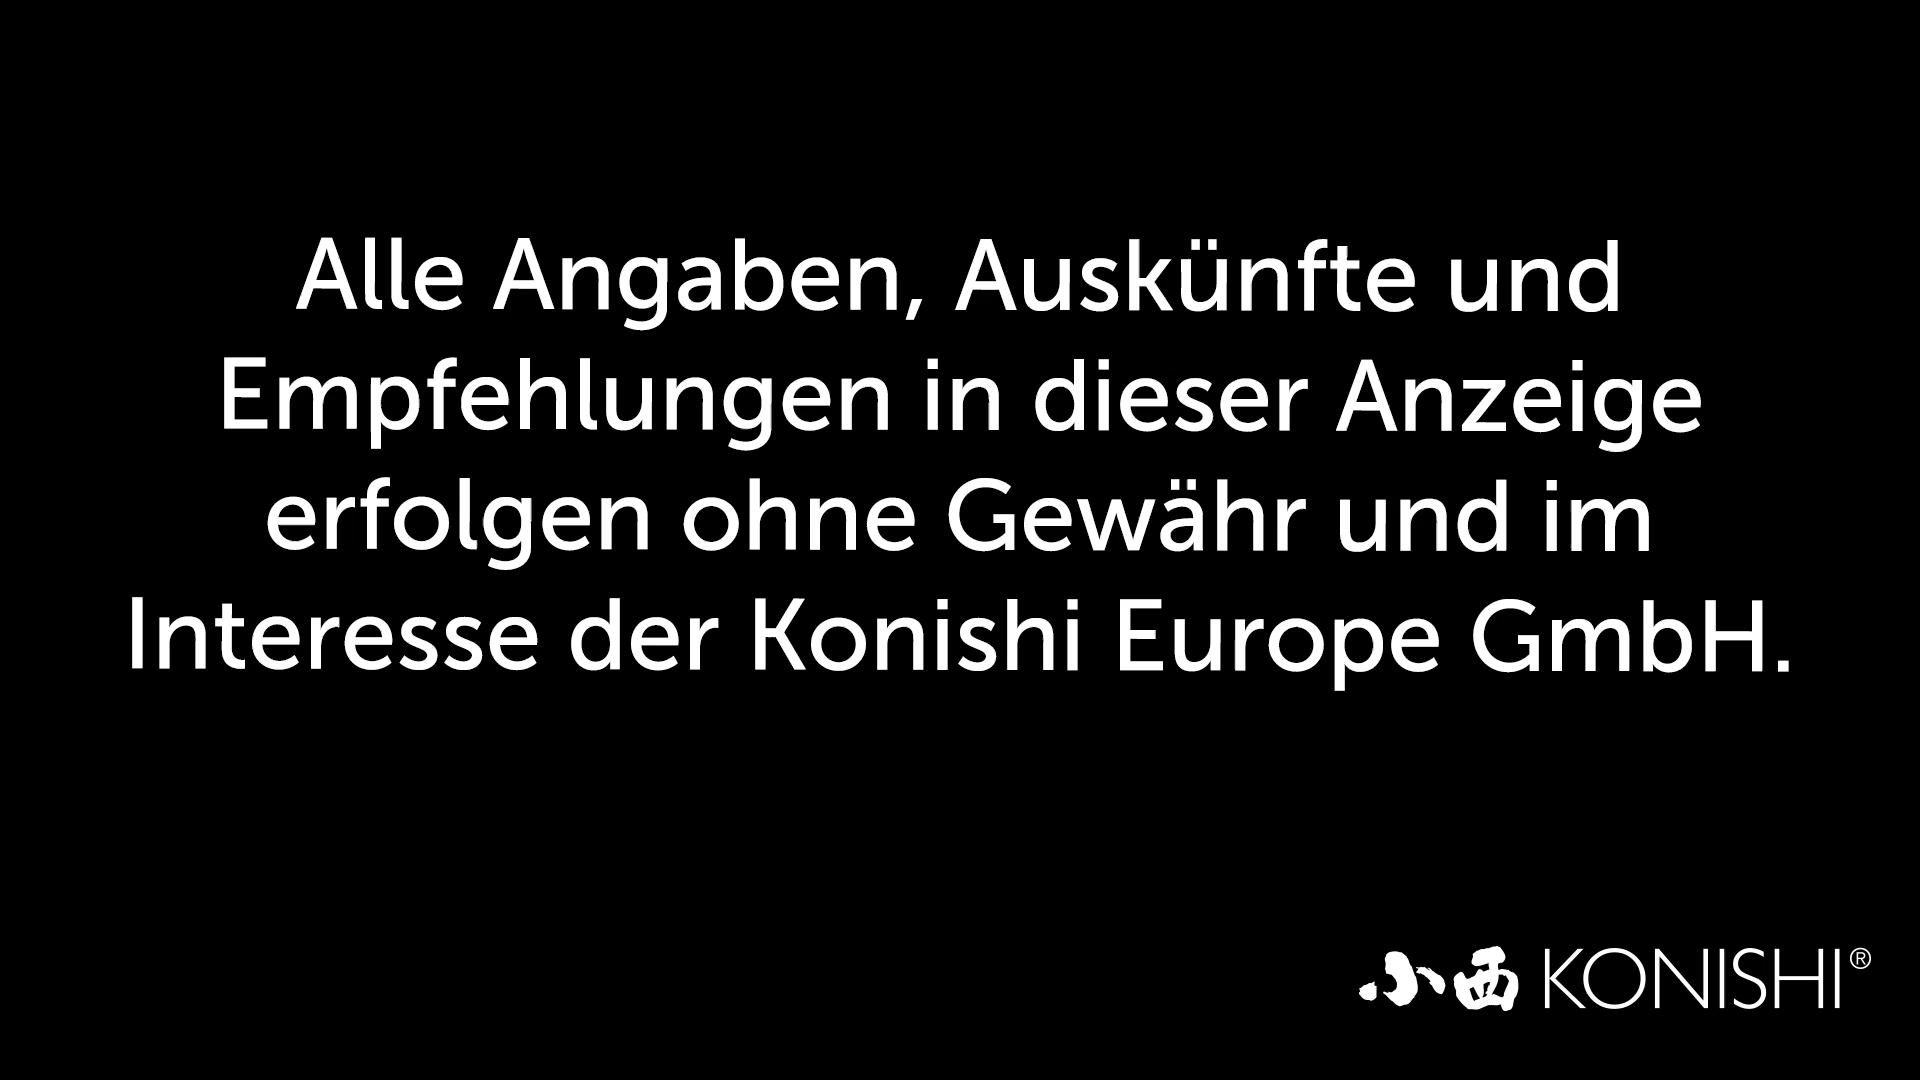 Alle Angaben, Auskünfte und
Empfehlungen in dieser Anzeige
erfolgen ohne Gewähr und im
Interesse der Konishi Europe GmbH.
小西 KONISHI®